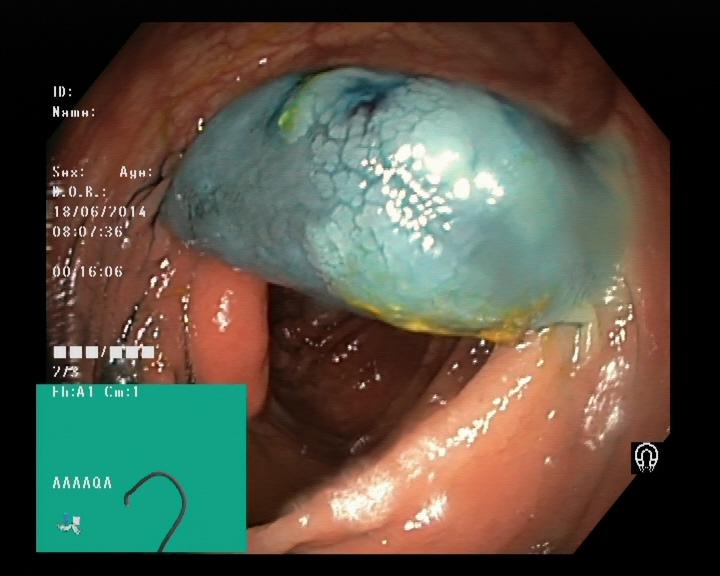 ID:
Name:
Sex: Age:
D.O.B.:
18/06/2014
08:07:36
00:16:06
■■■/■■■
2/3
Eh:A1 Cm:1
AAAAQA